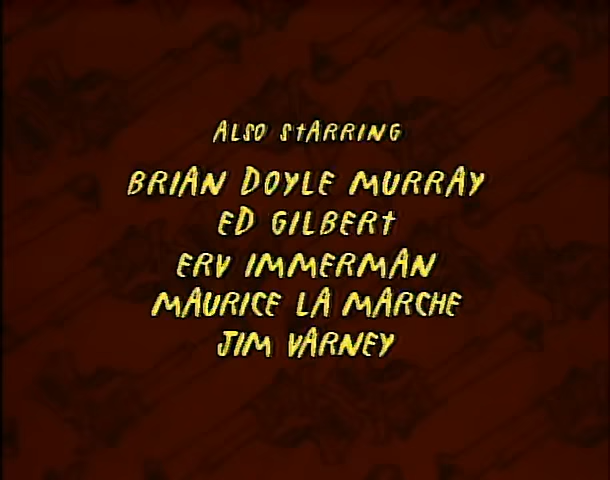 ALSO STARRING
BRIAN DOYLE MURRAY
ED GILBERT
ERV IMMERMAN
MAURICE LA MARCHE
JIM VARNEY